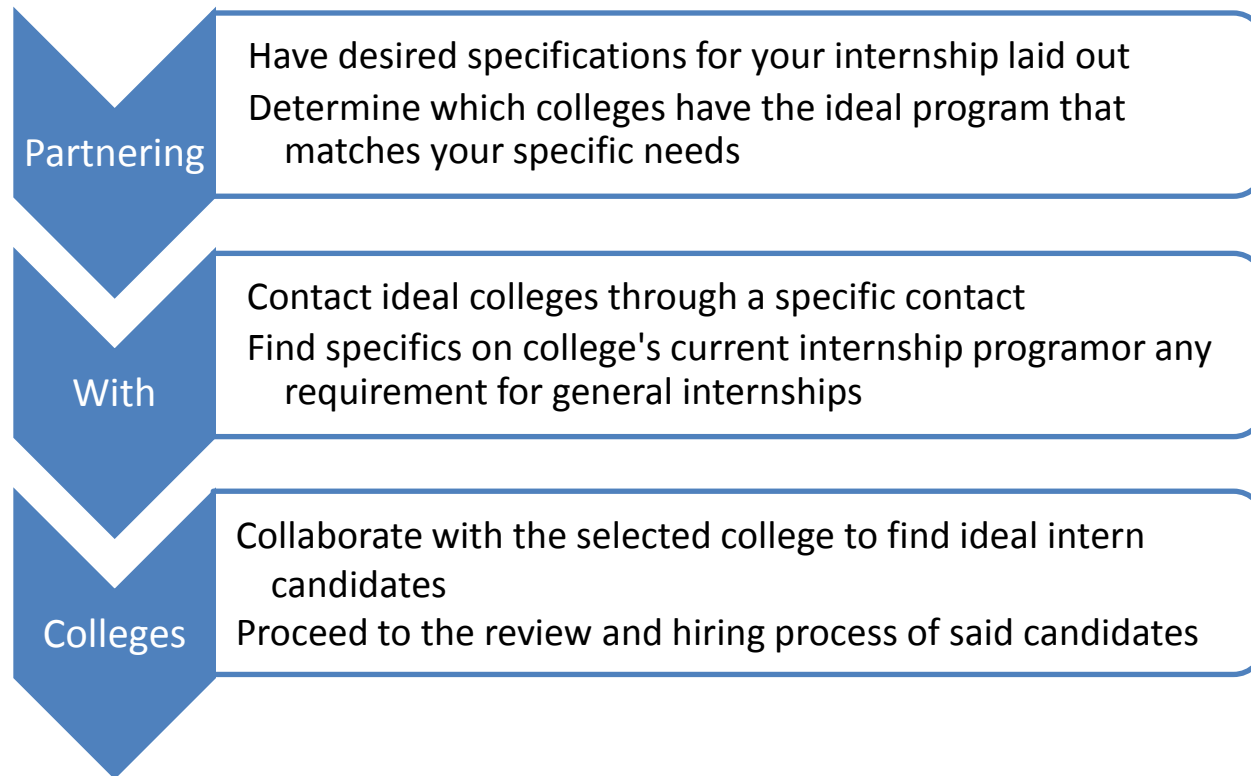 Partnering
Have desired specifications for your internship laid out
Determine which colleges have the ideal program that
matches your specific needs
With
Contact ideal colleges through a specific contact
Find specifics on college's current internship programor any
requirement for general internships
Colleges
Collaborate with the selected college to find ideal intern
candidates
Proceed to the review and hiring process of said candidates